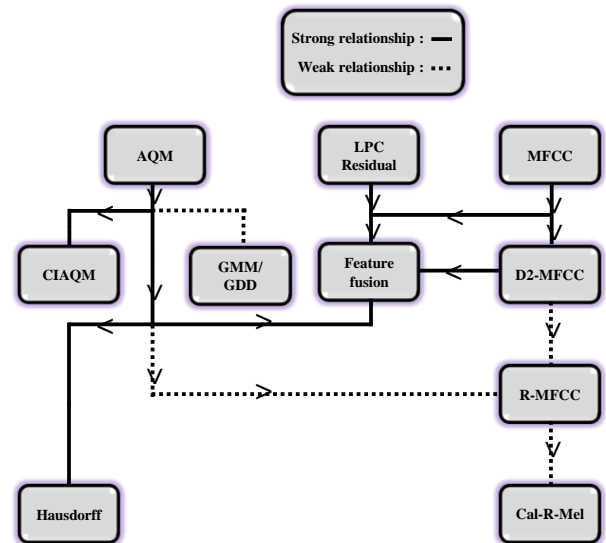 Strong relationship :
Weak relationship :
AQM
LPC
Residual
MFCC
CIAQM
GMM/
GDD
Feature
fusion
D2-MFCC
R-MFCC
Hausdorff
Cal-R-Mel